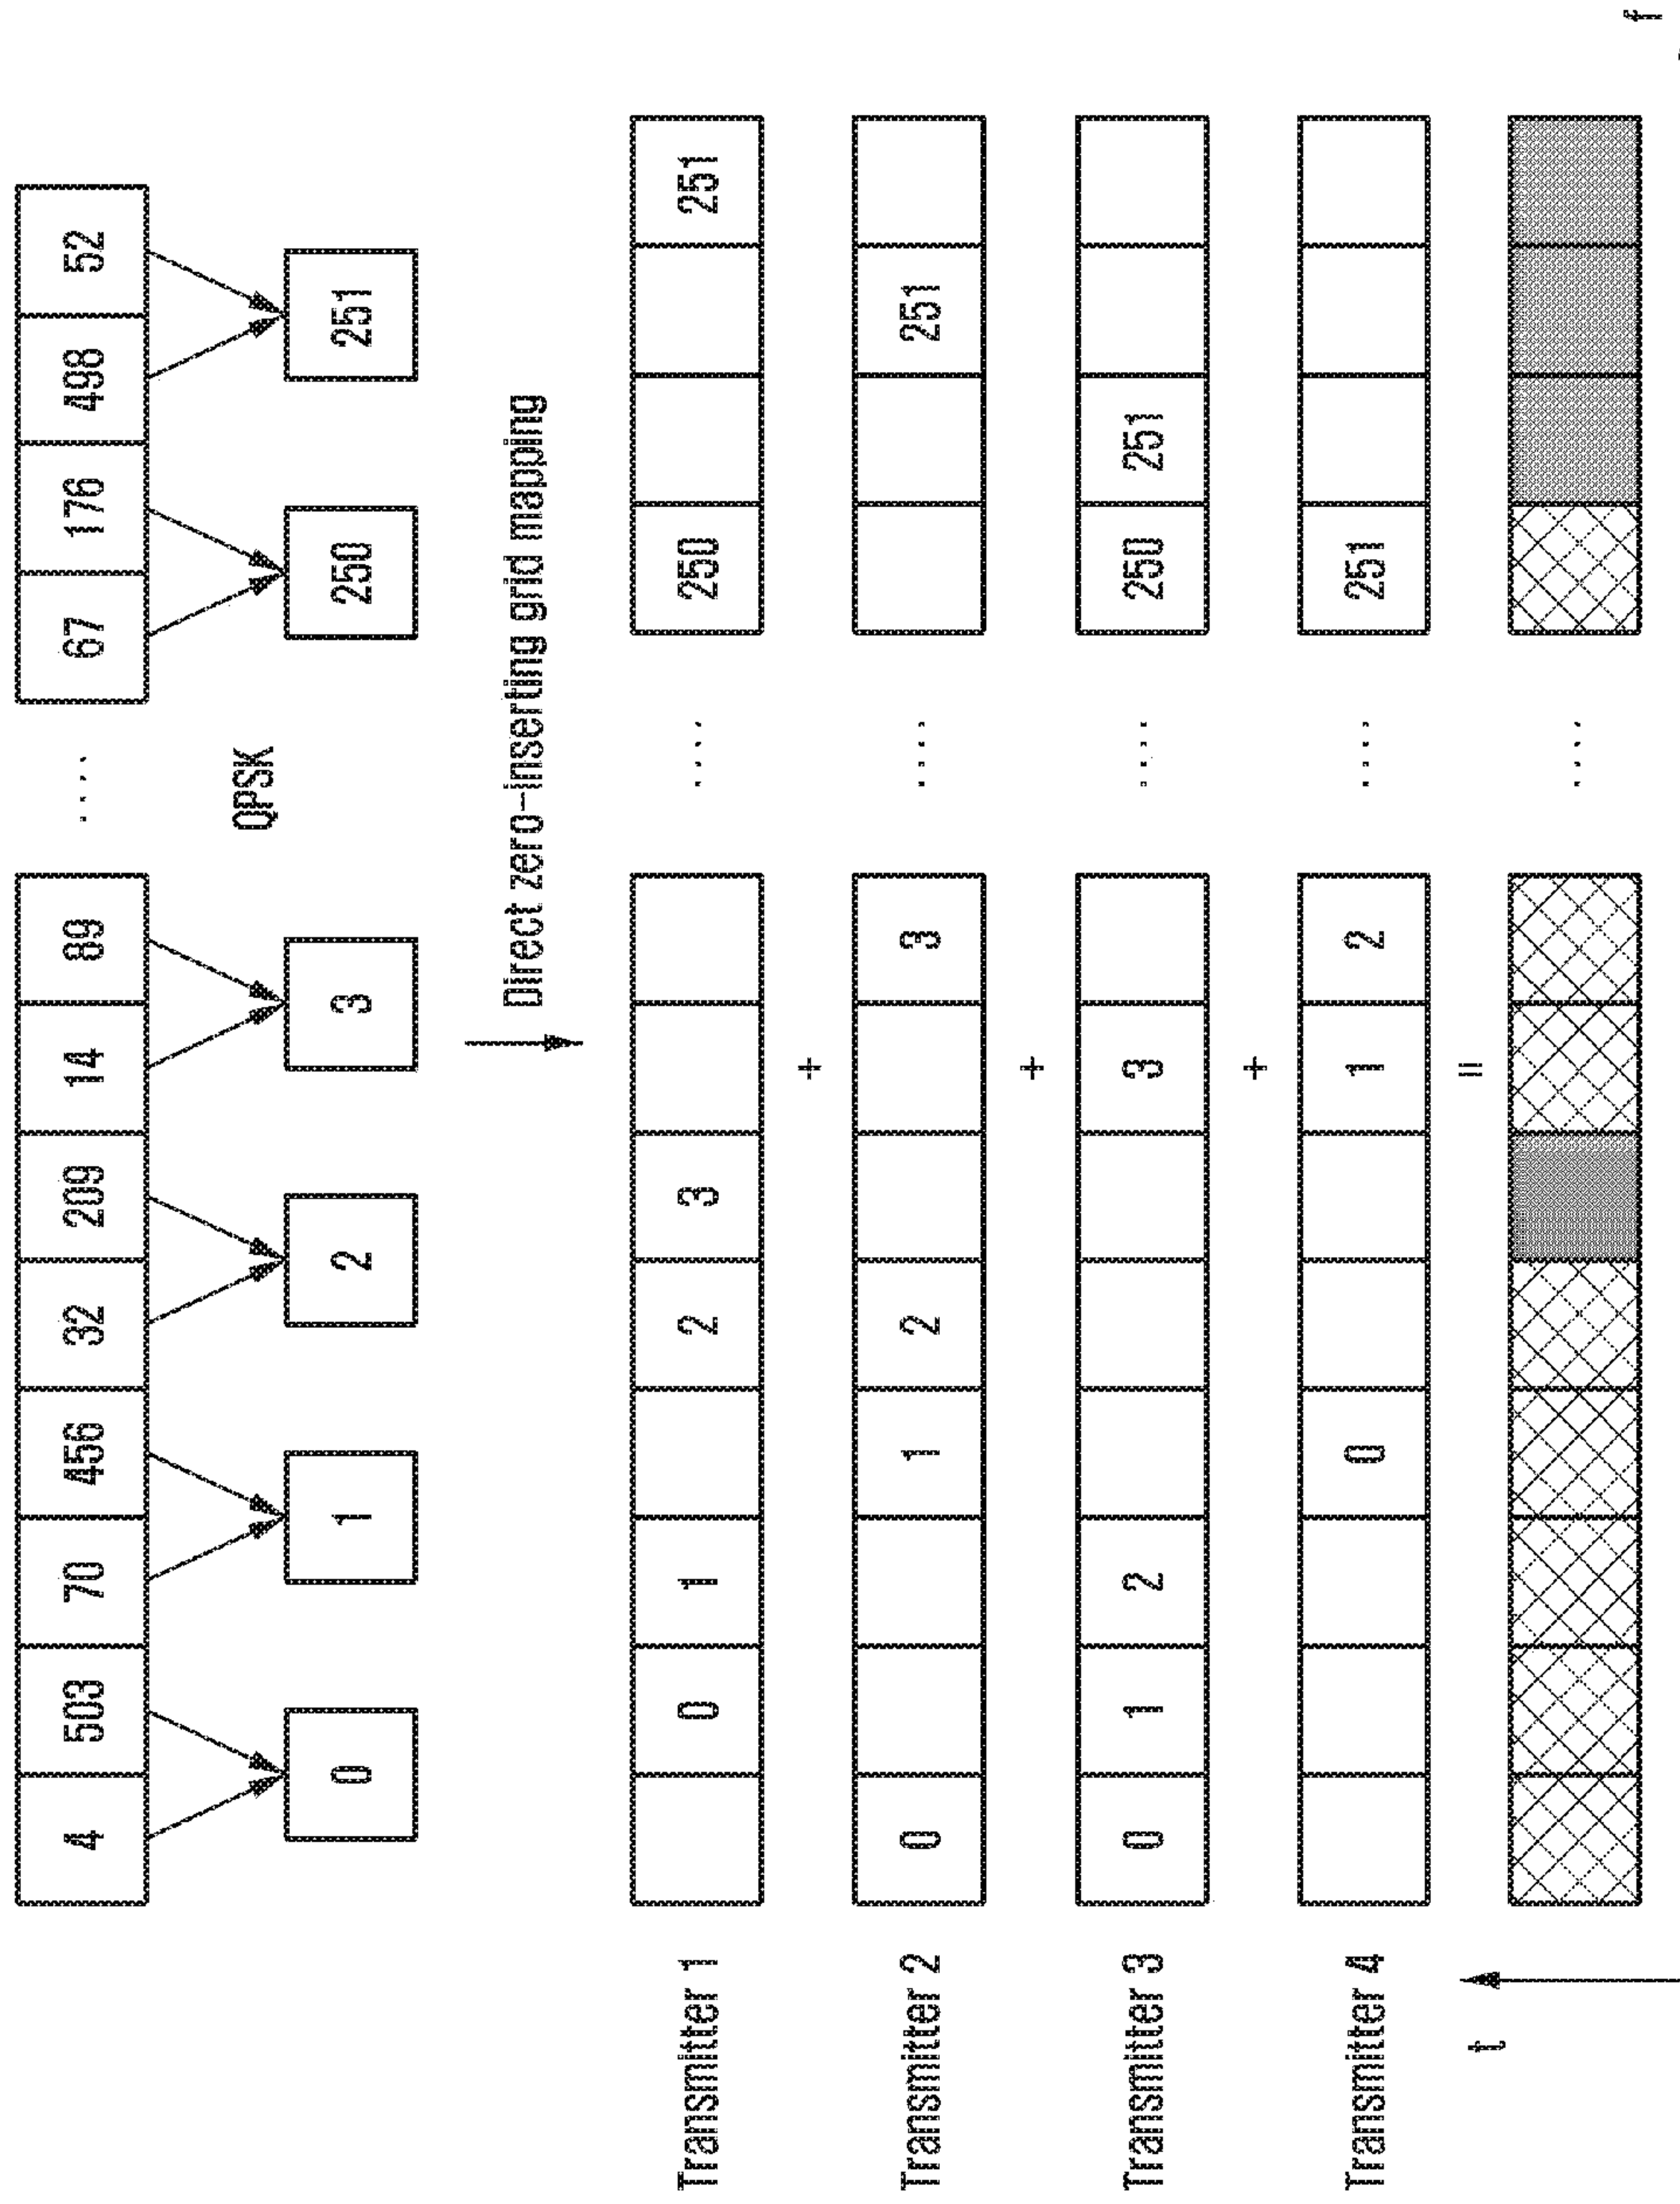 4 503 70 456 32 209 14 89 .... 67 176 498 52
QPSK
0 1 2 3 250 251
Direct zero-inserting grid mapping
Transmitter 1 0 1 2 3 .... 250 251
+
Transmitter 2 0 1 2 3 .... 251
+
Transmitter 3 0 1 2 3 .... 250 251
+
Transmitter 4 0 1 2 .... 251
=
....
t
f